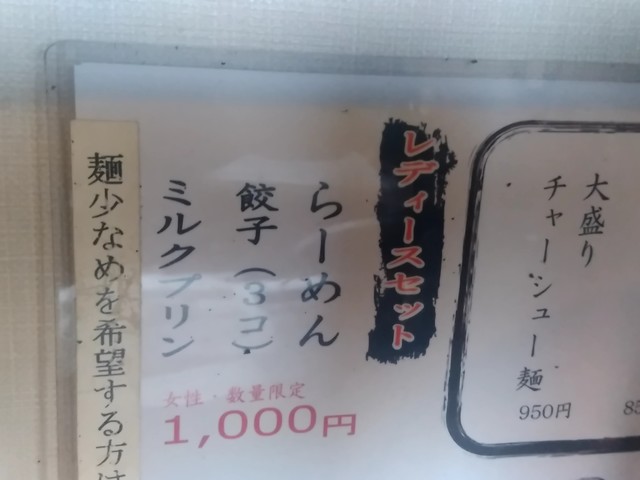 大盛り
チャーシュー麺
950円
レディースセット
らーめん
餃子（3コ）
ミルクプリン
女性・数量限定
1,000円
麺少なめを希望する方は